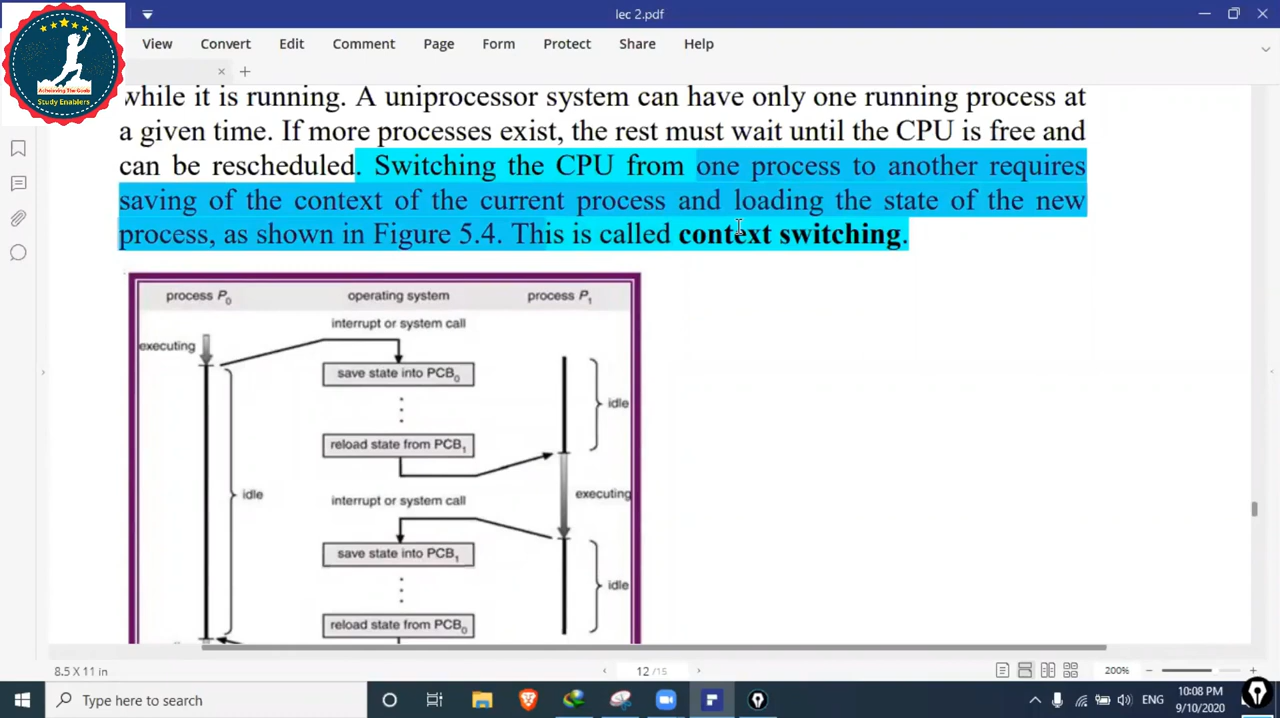 lec 2.pdf
View Convert Edit Comment Page Form Protect Share Help
Acheieving The Goals
Study Enablers
while it is running. A uniprocessor system can have only one running process at
a given time. If more processes exist, the rest must wait until the CPU is free and
can be rescheduled. Switching the CPU from one process to another requires
saving of the context of the current process and loading the state of the new
process, as shown in Figure 5.4. This is called context switching.
process P0 operating system process P1
interrupt or system call
executing
save state into PCB0
idle
reload state from PCB1
idle
executing
interrupt or system call
save state into PCB1
idle
reload state from PCB0
8.5 X 11 in
12 /15
200%
Type here to search
ENG
10:08 PM
9/10/2020